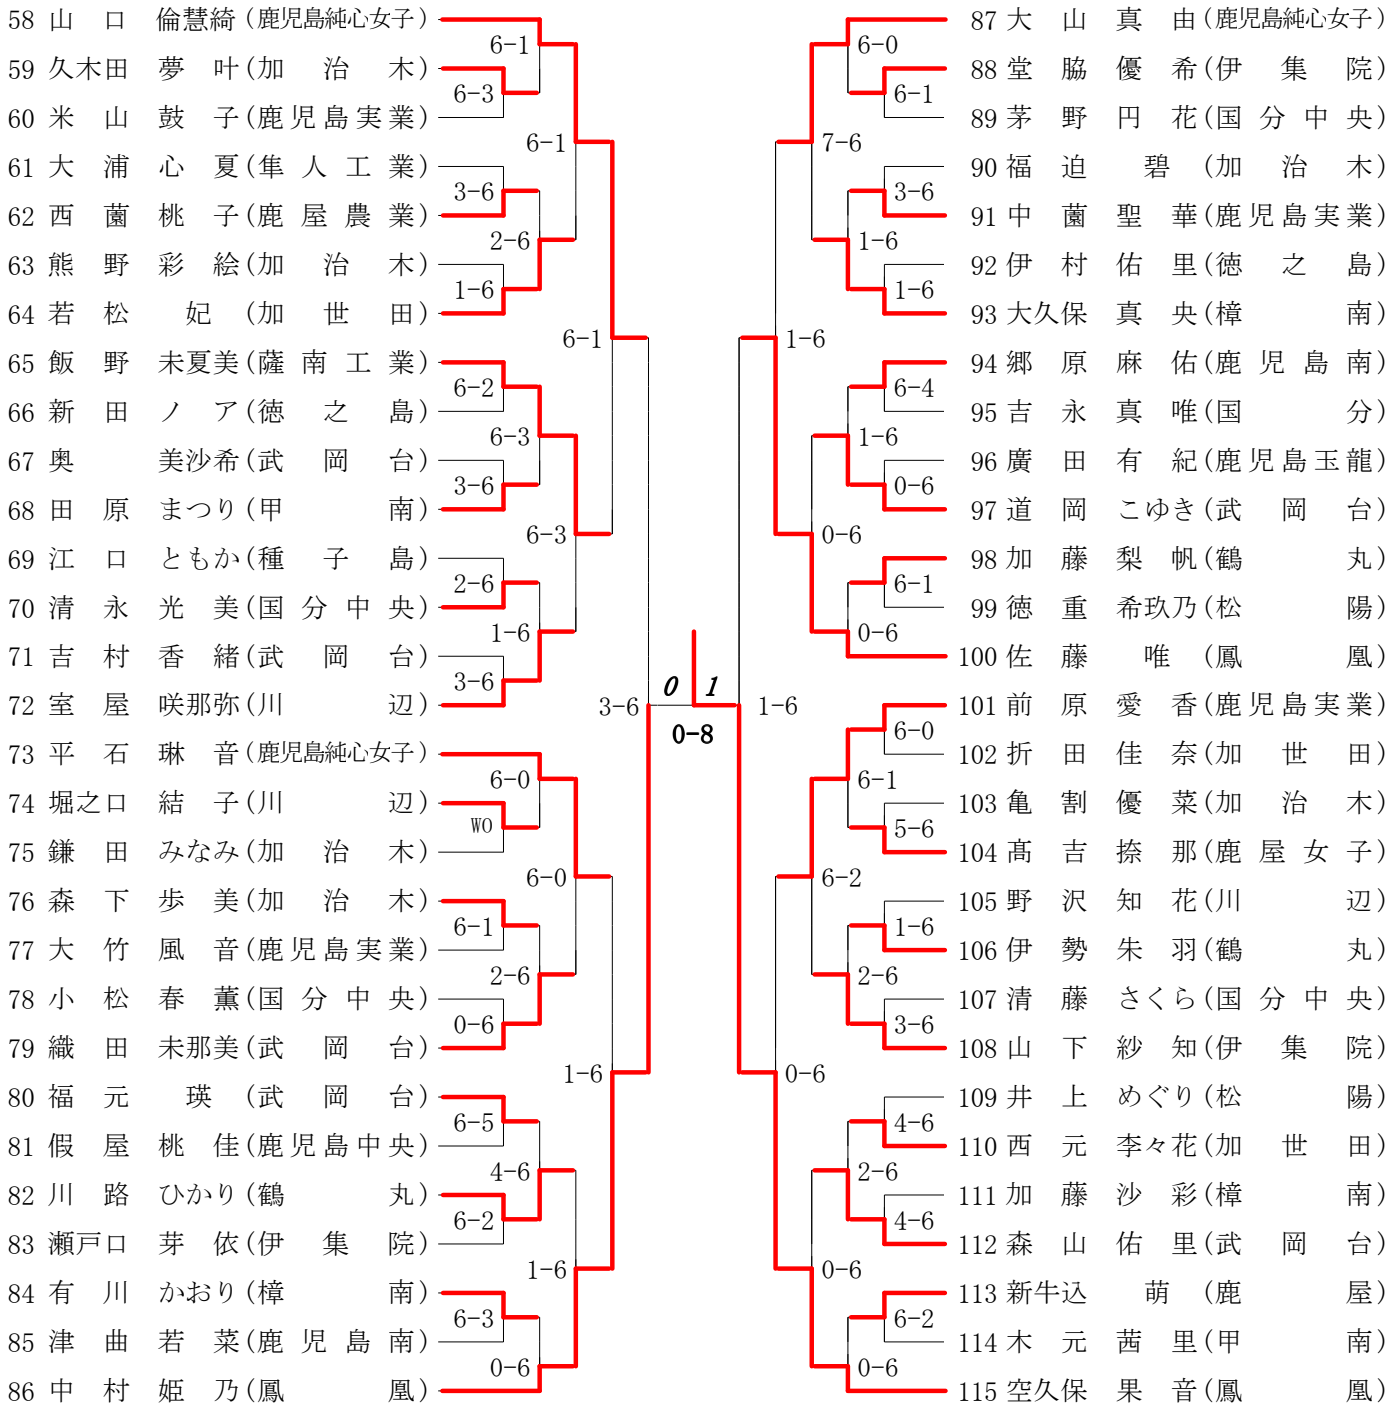 58 山口 倫慧綺 (鹿児島純心女子)
59 久木田 夢叶 (加治木)
60 米山 鼓子 (鹿児島実業)
61 大浦 心夏 (隼人工業)
62 西薗 桃子 (鹿屋農業)
63 熊野 彩絵 (加治木)
64 若松 妃 (加世田)
65 飯野 未夏美 (薩南工業)
66 新田 ノア (徳之島)
67 奥 美沙希 (武岡台)
68 田原 まつり (甲南)
69 江口 ともか (種子島)
70 清永 光美 (国分中央)
71 吉村 香緒 (武岡台)
72 室屋 咲那弥 (川辺)
73 平石 琳音 (鹿児島純心女子)
74 堀之口 結子 (川辺)
75 鎌田 みなみ (加治木)
76 森下 歩美 (加治木)
77 大竹 風音 (鹿児島実業)
78 小松 春薫 (国分中央)
79 織田 未那美 (武岡台)
80 福元 瑛 (武岡台)
81 假屋 桃佳 (鹿児島中央)
82 川路 ひかり (鶴丸)
83 瀬戸口 芽依 (伊集院)
84 有川 かおり (樟南)
85 津曲 若菜 (鹿児島南)
86 中村 姫乃 (鳳凰)
6-1
6-3
6-1
3-6
2-6
1-6
6-1
6-2
6-3
3-6
6-3
2-6
1-6
3-6
3-6
6-0
WO
6-0
6-1
2-6
0-6
1-6
6-5
4-6
6-2
1-6
6-3
0-6
0 1
0-8
6-0
6-1
7-6
3-6
1-6
1-6
1-6
6-4
1-6
0-6
0-6
6-1
0-6
1-6
6-0
6-1
5-6
6-2
1-6
2-6
3-6
0-6
4-6
2-6
4-6
0-6
6-2
0-6
87 大山 真由 (鹿児島純心女子)
88 堂脇 優希 (伊集院)
89 茅野 円花 (国分中央)
90 福迫 碧 (加治木)
91 中薗 聖華 (鹿児島実業)
92 伊村 佑里 (徳之島)
93 大久保 真央 (樟南)
94 郷原 麻佑 (鹿児島南)
95 吉永 真唯 (国分)
96 廣田 有紀 (鹿児島玉龍)
97 道岡 こゆき (武岡台)
98 加藤 梨帆 (鶴丸)
99 徳重 希玖乃 (松陽)
100 佐藤 唯 (鳳凰)
101 前原 愛香 (鹿児島実業)
102 折田 佳奈 (加世田)
103 亀割 優菜 (加治木)
104 髙吉 捺那 (鹿屋女子)
105 野沢 知花 (川辺)
106 伊勢 朱羽 (鶴丸)
107 清藤 さくら (国分中央)
108 山下 紗知 (伊集院)
109 井上 めぐり (松陽)
110 西元 李々花 (加世田)
111 加藤 沙彩 (樟南)
112 森山 佑里 (武岡台)
113 新牛込 萌 (鹿屋)
114 木元 茜里 (甲南)
115 空久保 果音 (鳳凰)